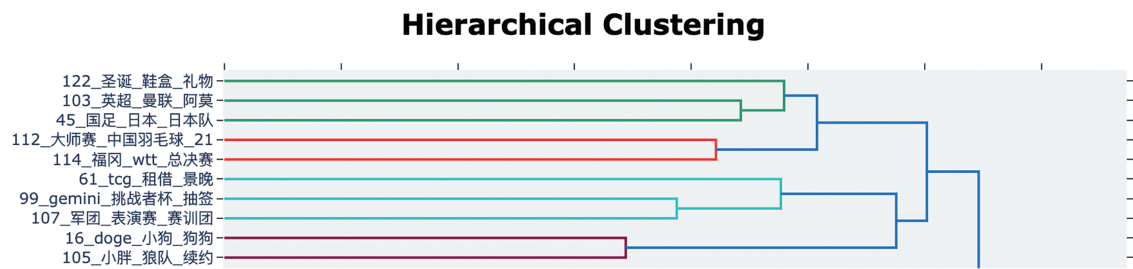 Hierarchical Clustering
122_圣诞_鞋盒_礼物
103_英超_曼联_阿莫
45_国足_日本_日本队
112_大师赛_中国羽毛球_21
114_福冈_wtt_总决赛
61_tcg_租借_景晚
99_gemini_挑战者杯_抽签
107_军团_表演赛_赛训团
16_doge_小狗_狗狗
105_小胖_狼队_续约